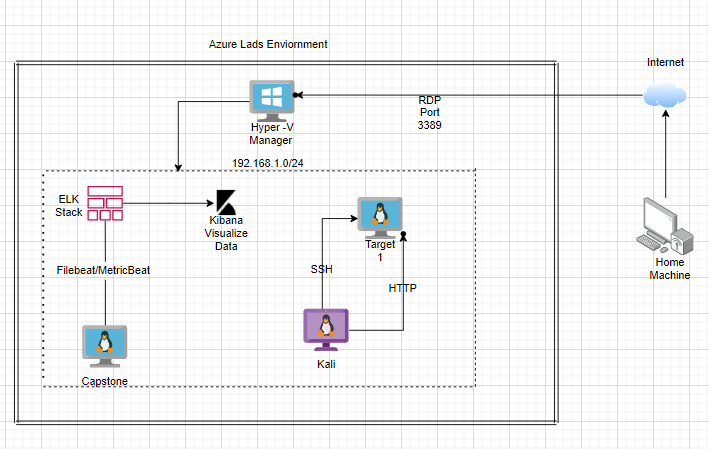 Azure Lads Enviornment
Internet
RDP
Port
3389
Hyper -V
Manager
192.168.1.0/24
ELK
Stack
Kibana
Visualize
Data
Target
1
Home
Machine
SSH
Filebeat/MetricBeat
HTTP
Kali
Capstone